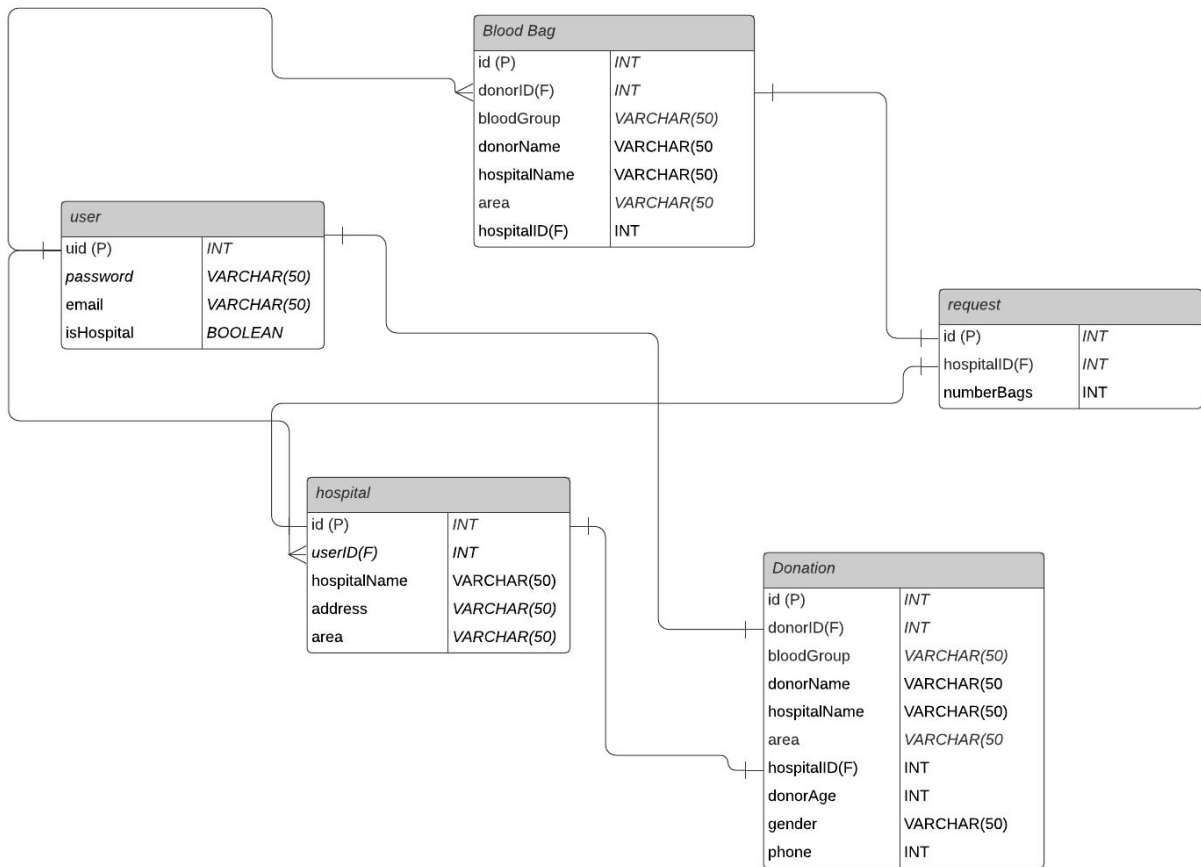 Blood Bag
id (P) INT
donorID(F) INT
bloodGroup VARCHAR(50)
donorName VARCHAR(50
hospitalName VARCHAR(50)
area VARCHAR(50
hospitalID(F) INT
user
uid (P) INT
password VARCHAR(50)
email VARCHAR(50)
isHospital BOOLEAN
request
id (P) INT
hospitalID(F) INT
numberBags INT
hospital
id (P) INT
userID(F) INT
hospitalName VARCHAR(50)
address VARCHAR(50)
area VARCHAR(50)
Donation
id (P) INT
donorID(F) INT
bloodGroup VARCHAR(50)
donorName VARCHAR(50
hospitalName VARCHAR(50)
area VARCHAR(50
hospitalID(F) INT
donorAge INT
gender VARCHAR(50)
phone INT